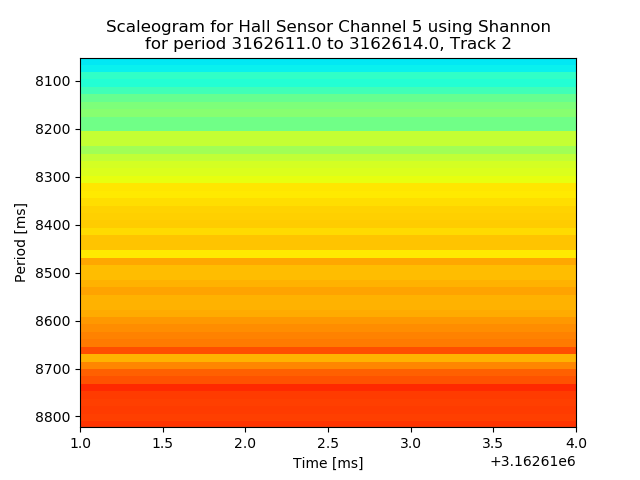 Scaleogram for Hall Sensor Channel 5 using Shannon
for period 3162611.0 to 3162614.0, Track 2
Period [ms]
8100
8200
8300
8400
8500
8600
8700
8800
1.0 1.5 2.0 2.5 3.0 3.5 4.0
Time [ms]
+3.16261e6